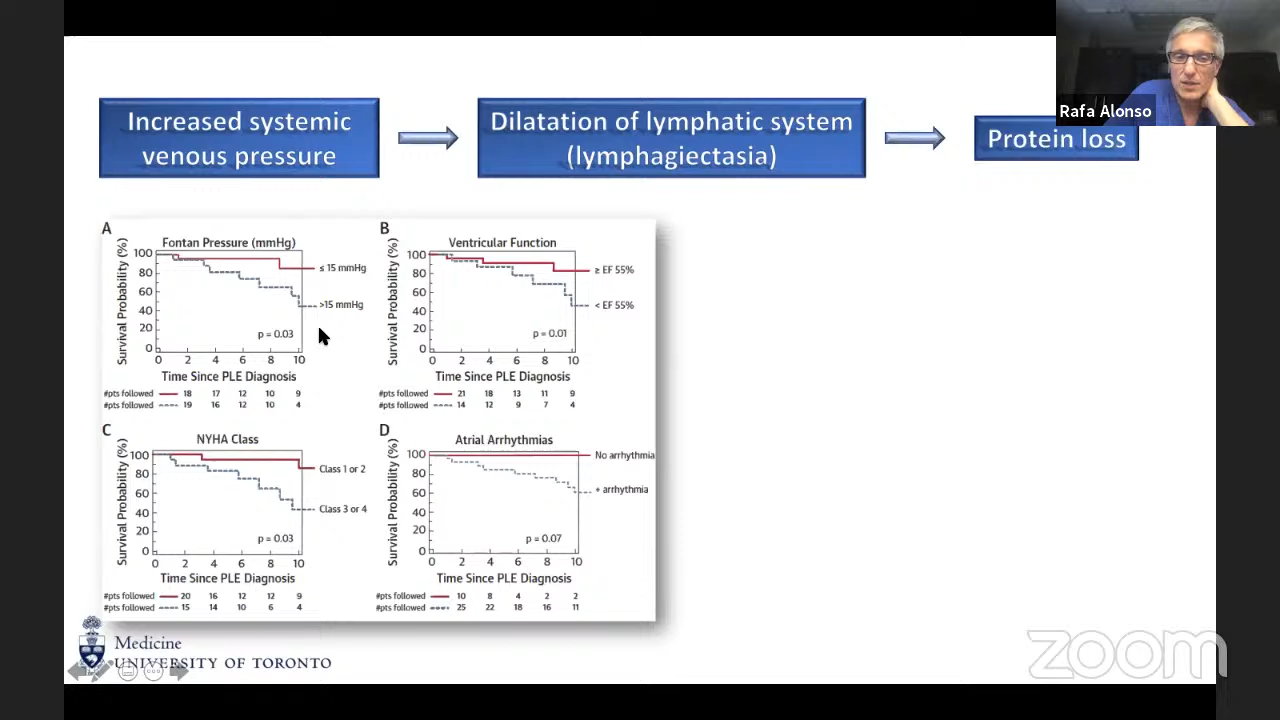 Increased systemic
venous pressure
Dilatation of lymphatic system
(lymphagiectasia)
Protein loss
Rafa Alonso
A
Fontan Pressure (mmHg)
Survival Probability (%)
100
80
60
40
20
0
≤ 15 mmHg
>15 mmHg
p = 0.03
0 2 4 6 8 10
Time Since PLE Diagnosis
#pts followed 18 17 12 10 9
#pts followed 19 16 12 10 4
B
Ventricular Function
Survival Probability (%)
100
80
60
40
20
0
≥ EF 55%
< EF 55%
p = 0.01
0 2 4 6 8 10
Time Since PLE Diagnosis
#pts followed 21 18 13 11 9
#pts followed 14 12 9 7 4
C
NYHA Class
Survival Probability (%)
100
80
60
40
20
0
Class 1 or 2
Class 3 or 4
p = 0.03
0 2 4 6 8 10
Time Since PLE Diagnosis
#pts followed 20 16 12 12 9
#pts followed 15 14 10 6 4
D
Atrial Arrhythmias
Survival Probability (%)
100
80
60
40
20
0
No arrhythmia
+ arrhythmia
p = 0.07
0 2 4 6 8 10
Time Since PLE Diagnosis
#pts followed 10 8 4 2 2
#pts followed 25 22 18 16 11
Medicine
UNIVERSITY OF TORONTO
zoom